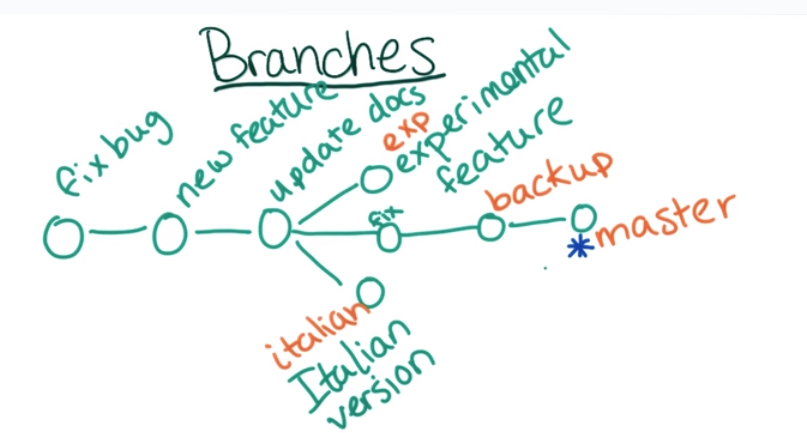 Branches
fix bug
new feature
update docs
exp
experimental
feature
fix
backup
*master
italian
Italian
version